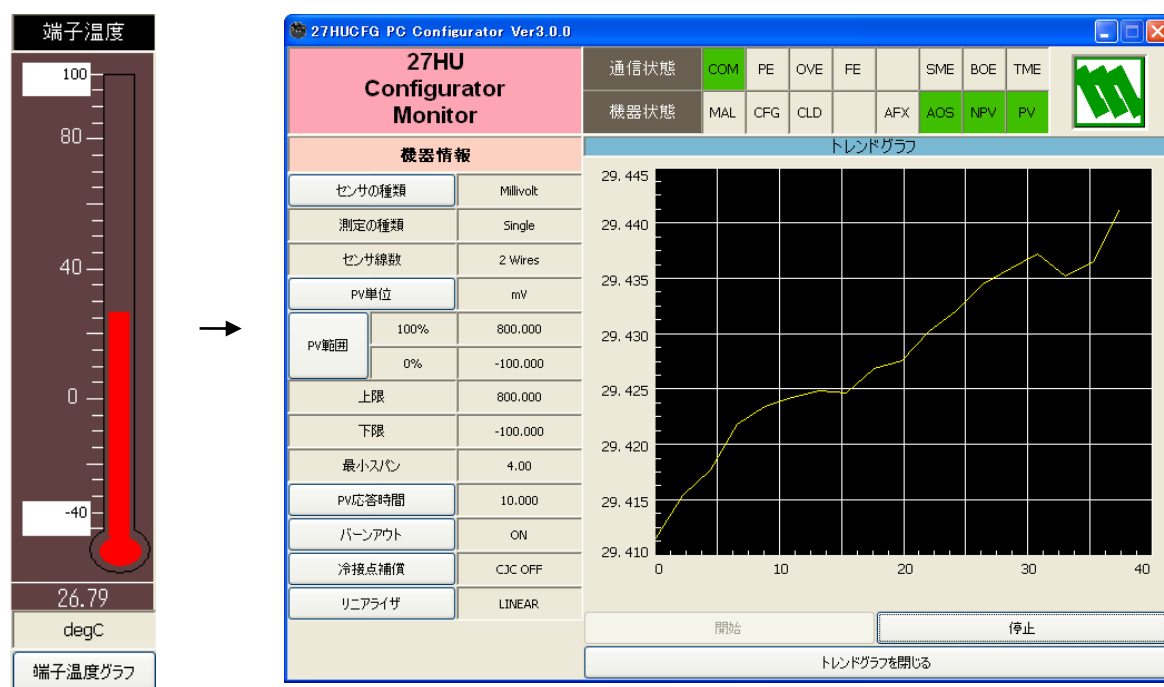 端子温度
100
80
40
0
-40
26.79
degC
端子温度グラフ
27HUCFG PC Configurator Ver3.0.0
27HU
Configurator
Monitor
通信状態 COM PE OVE FE SME BOE TME
機器状態 MAL CFG CLD AFX AOS NPV PV
機器情報
センサの種類 Millivolt
測定の種類 Single
センサ線数 2 Wires
PV単位 mV
PV範囲 100% 800.000
0% -100.000
上限 800.000
下限 -100.000
最小スパン 4.00
PV応答時間 10.000
バーンアウト ON
冷接点補償 CJC OFF
リニアライザ LINEAR
トレンドグラフ
29.445
29.440
29.435
29.430
29.425
29.420
29.415
29.410
0 10 20 30 40
開始 停止
トレンドグラフを閉じる